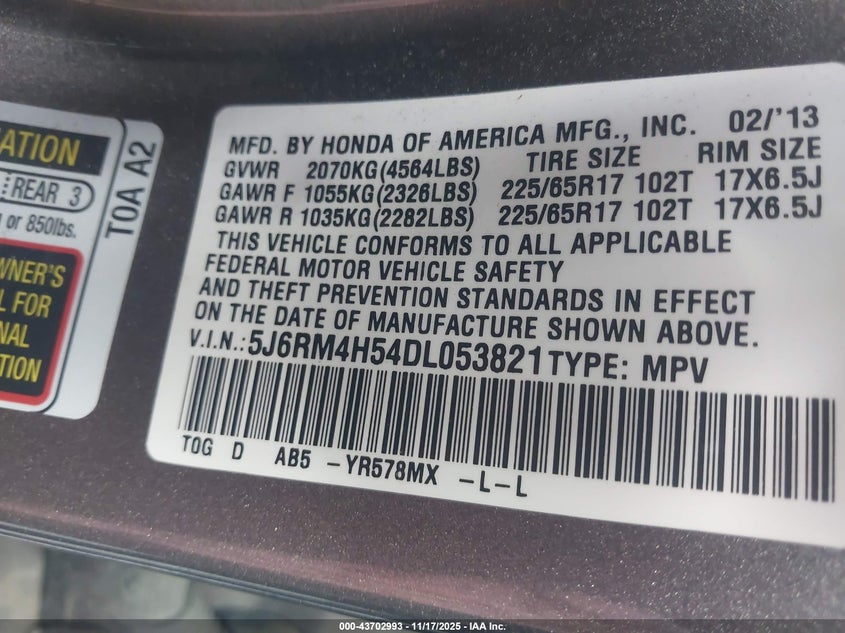 ATION
REAR 3
g or 850lbs.
WNER'S
L FOR
NAL
TION
TOA A2
MFD. BY HONDA OF AMERICA MFG., INC. 02/'13
GVWR 2070KG(4564LBS) TIRE SIZE RIM SIZE
GAWR F 1055KG(2326LBS) 225/65R17 102T 17X6.5J
GAWR R 1035KG(2282LBS) 225/65R17 102T 17X6.5J
THIS VEHICLE CONFORMS TO ALL APPLICABLE
FEDERAL MOTOR VEHICLE SAFETY
AND THEFT PREVENTION STANDARDS IN EFFECT
ON THE DATE OF MANUFACTURE SHOWN ABOVE.
V.I.N.:5J6RM4H54DL053821 TYPE: MPV
TOG D AB5 -YR578MX -L-L
000-43702993 — 11/17/2025 — IAA Inc.